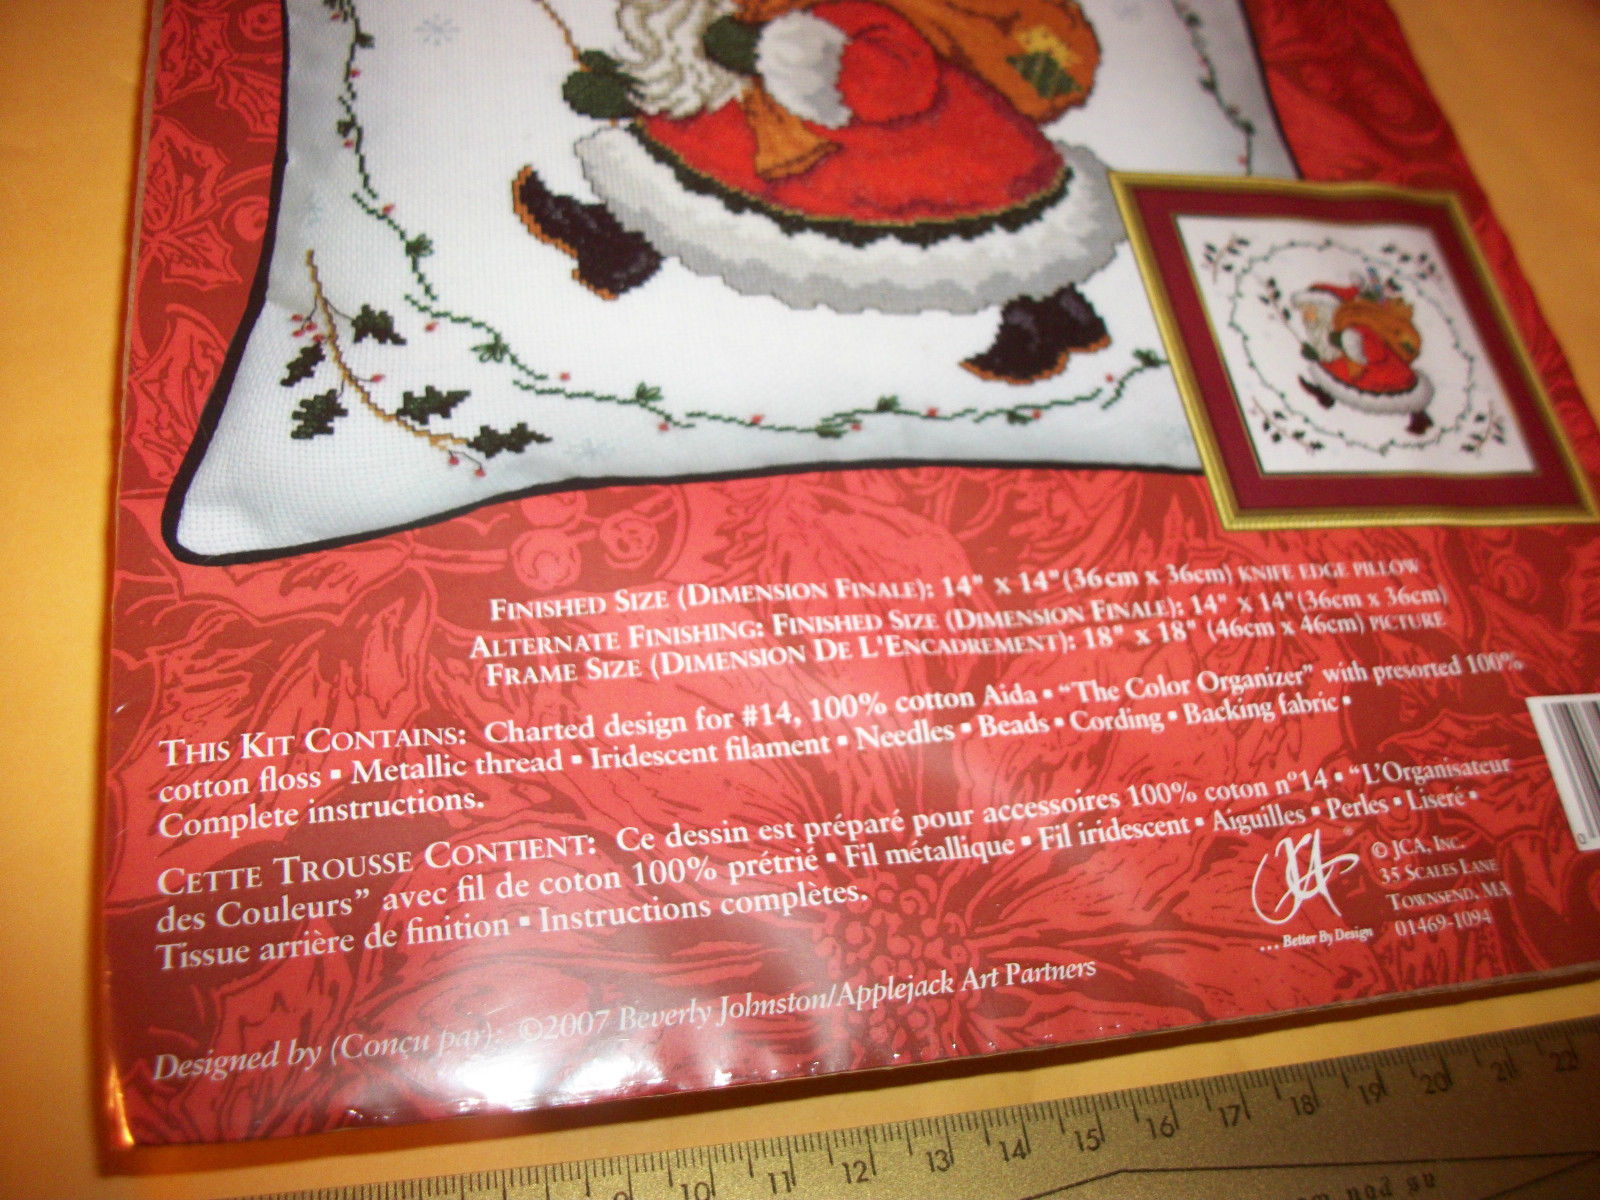 FINISHED SIZE (DIMENSION FINALE): 14" X 14" (36cm x 36cm) KNIFE EDGE PILLOW
ALTERNATE FINISHING: FINISHED SIZE (DIMENSION FINALE): 14" X 14" (36cm x 36cm)
FRAME SIZE (DIMENSION DE L'ENCADREMENT): 18" X 18" (46cm x 46cm) PICTURE
THIS KIT CONTAINS: Charted design for #14, 100% cotton Aida ▪ “The Color Organizer” with presorted 100%
cotton floss ▪ Metallic thread ▪ Iridescent filament ▪ Needles ▪ Beads ▪ Cording ▪ Backing fabric ▪
Complete instructions.
CETTE TROUSSE CONTIENT: Ce dessin est préparé pour accessoires 100% coton nº14 ▪ “L'Organisateur
des Couleurs” avec fil de coton 100% prétrié ▪ Fil métallique ▪ Fil iridescent ▪ Aiguilles ▪ Perles ▪ Liseré ▪
Tissue arrière de finition ▪ Instructions complètes.
JCA ®
...Better By Design
© JCA, INC.
35 SCALES LANE
TOWNSEND, MA
01469-1094
Designed by (Conçu par): ©2007 Beverly Johnston/Applejack Art Partners
9 10 11 12 13 14 15 16 17 18 19 20 21 22